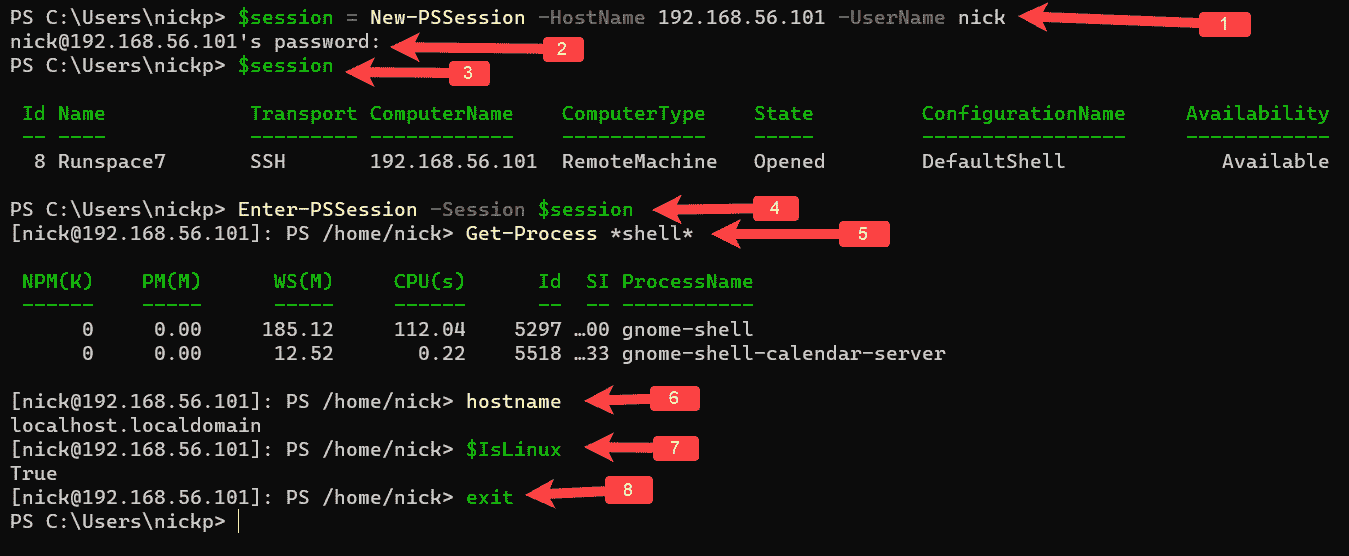 PS C:\Users\nickp> $session = New-PSSession -HostName 192.168.56.101 -UserName nick 1
nick@192.168.56.101's password: 2
PS C:\Users\nickp> $session 3
Id Name Transport ComputerName ComputerType State ConfigurationName Availability
-- ---- --------- ------------ ------------ ----- ----------------- ------------
8 Runspace7 SSH 192.168.56.101 RemoteMachine Opened DefaultShell Available
PS C:\Users\nickp> Enter-PSSession -Session $session 4
[nick@192.168.56.101]: PS /home/nick> Get-Process *shell* 5
NPM(K) PM(M) WS(M) CPU(s) Id SI ProcessName
------ ----- ----- ------ -- -- -----------
0 0.00 185.12 112.04 5297 …00 gnome-shell
0 0.00 12.52 0.22 5518 …33 gnome-shell-calendar-server
[nick@192.168.56.101]: PS /home/nick> hostname 6
localhost.localdomain
[nick@192.168.56.101]: PS /home/nick> $IsLinux 7
True
[nick@192.168.56.101]: PS /home/nick> exit 8
PS C:\Users\nickp>